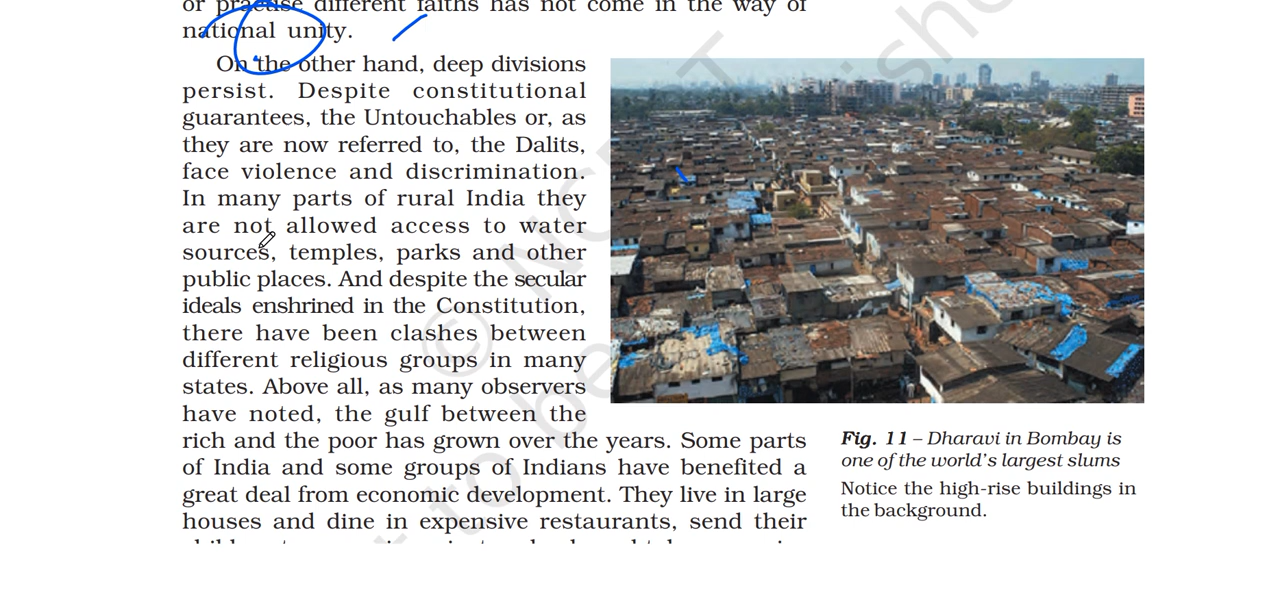 or practise different faiths has not come in the way of
national unity.
On the other hand, deep divisions
persist. Despite constitutional
guarantees, the Untouchables or, as
they are now referred to, the Dalits,
face violence and discrimination.
In many parts of rural India they
are not allowed access to water
sources, temples, parks and other
public places. And despite the secular
ideals enshrined in the Constitution,
there have been clashes between
different religious groups in many
states. Above all, as many observers
have noted, the gulf between the
rich and the poor has grown over the years. Some parts
of India and some groups of Indians have benefited a
great deal from economic development. They live in large
houses and dine in expensive restaurants, send their
Fig. 11 – Dharavi in Bombay is
one of the world's largest slums
Notice the high-rise buildings in
the background.